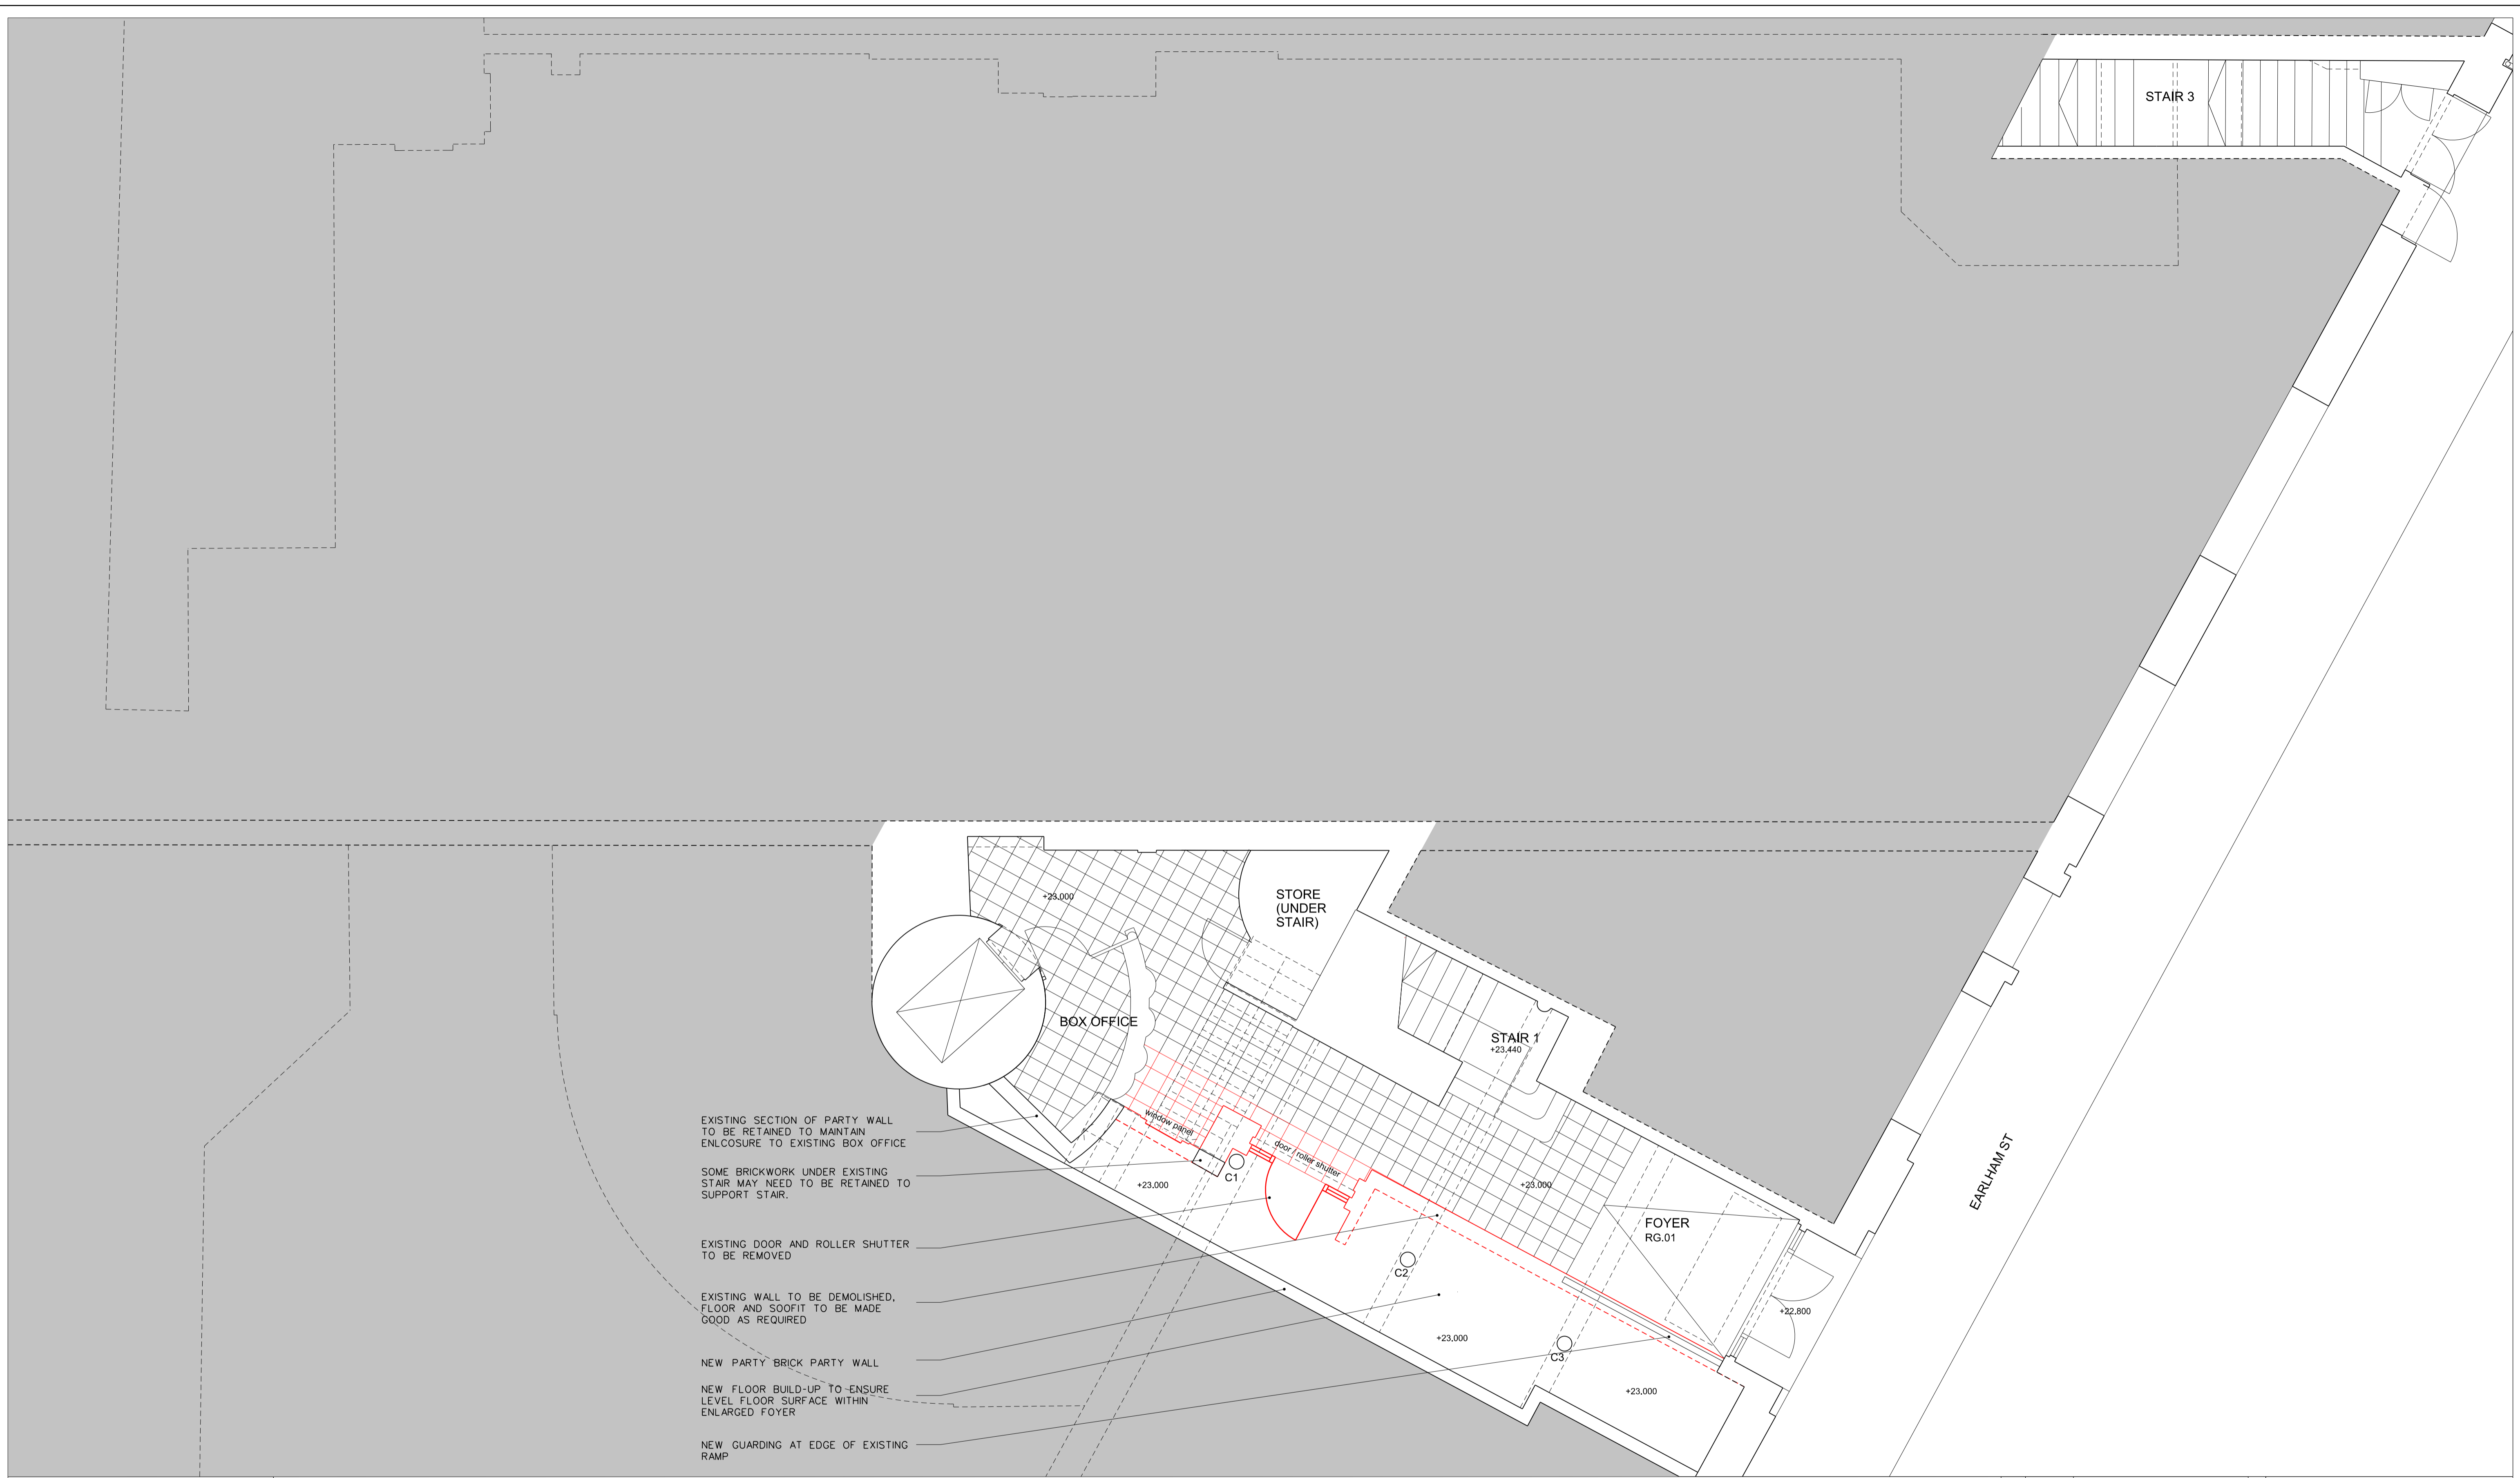 STAIR 3
+23,000
STORE
(UNDER
STAIR)
BOX OFFICE
STAIR 1
+23,440
EARLHAM ST
window panel
door / roller shutter
C1
+23,000
+23,000
FOYER
RG.01
C2
+22,800
+23,000
C3
+23,000
EXISTING SECTION OF PARTY WALL
TO BE RETAINED TO MAINTAIN
ENLCOSURE TO EXISTING BOX OFFICE
SOME BRICKWORK UNDER EXISTING
STAIR MAY NEED TO BE RETAINED TO
SUPPORT STAIR.
EXISTING DOOR AND ROLLER SHUTTER
TO BE REMOVED
EXISTING WALL TO BE DEMOLISHED,
FLOOR AND SOOFIT TO BE MADE
GOOD AS REQUIRED
NEW PARTY BRICK PARTY WALL
NEW FLOOR BUILD-UP TO ENSURE
LEVEL FLOOR SURFACE WITHIN
ENLARGED FOYER
NEW GUARDING AT EDGE OF EXISTING
RAMP